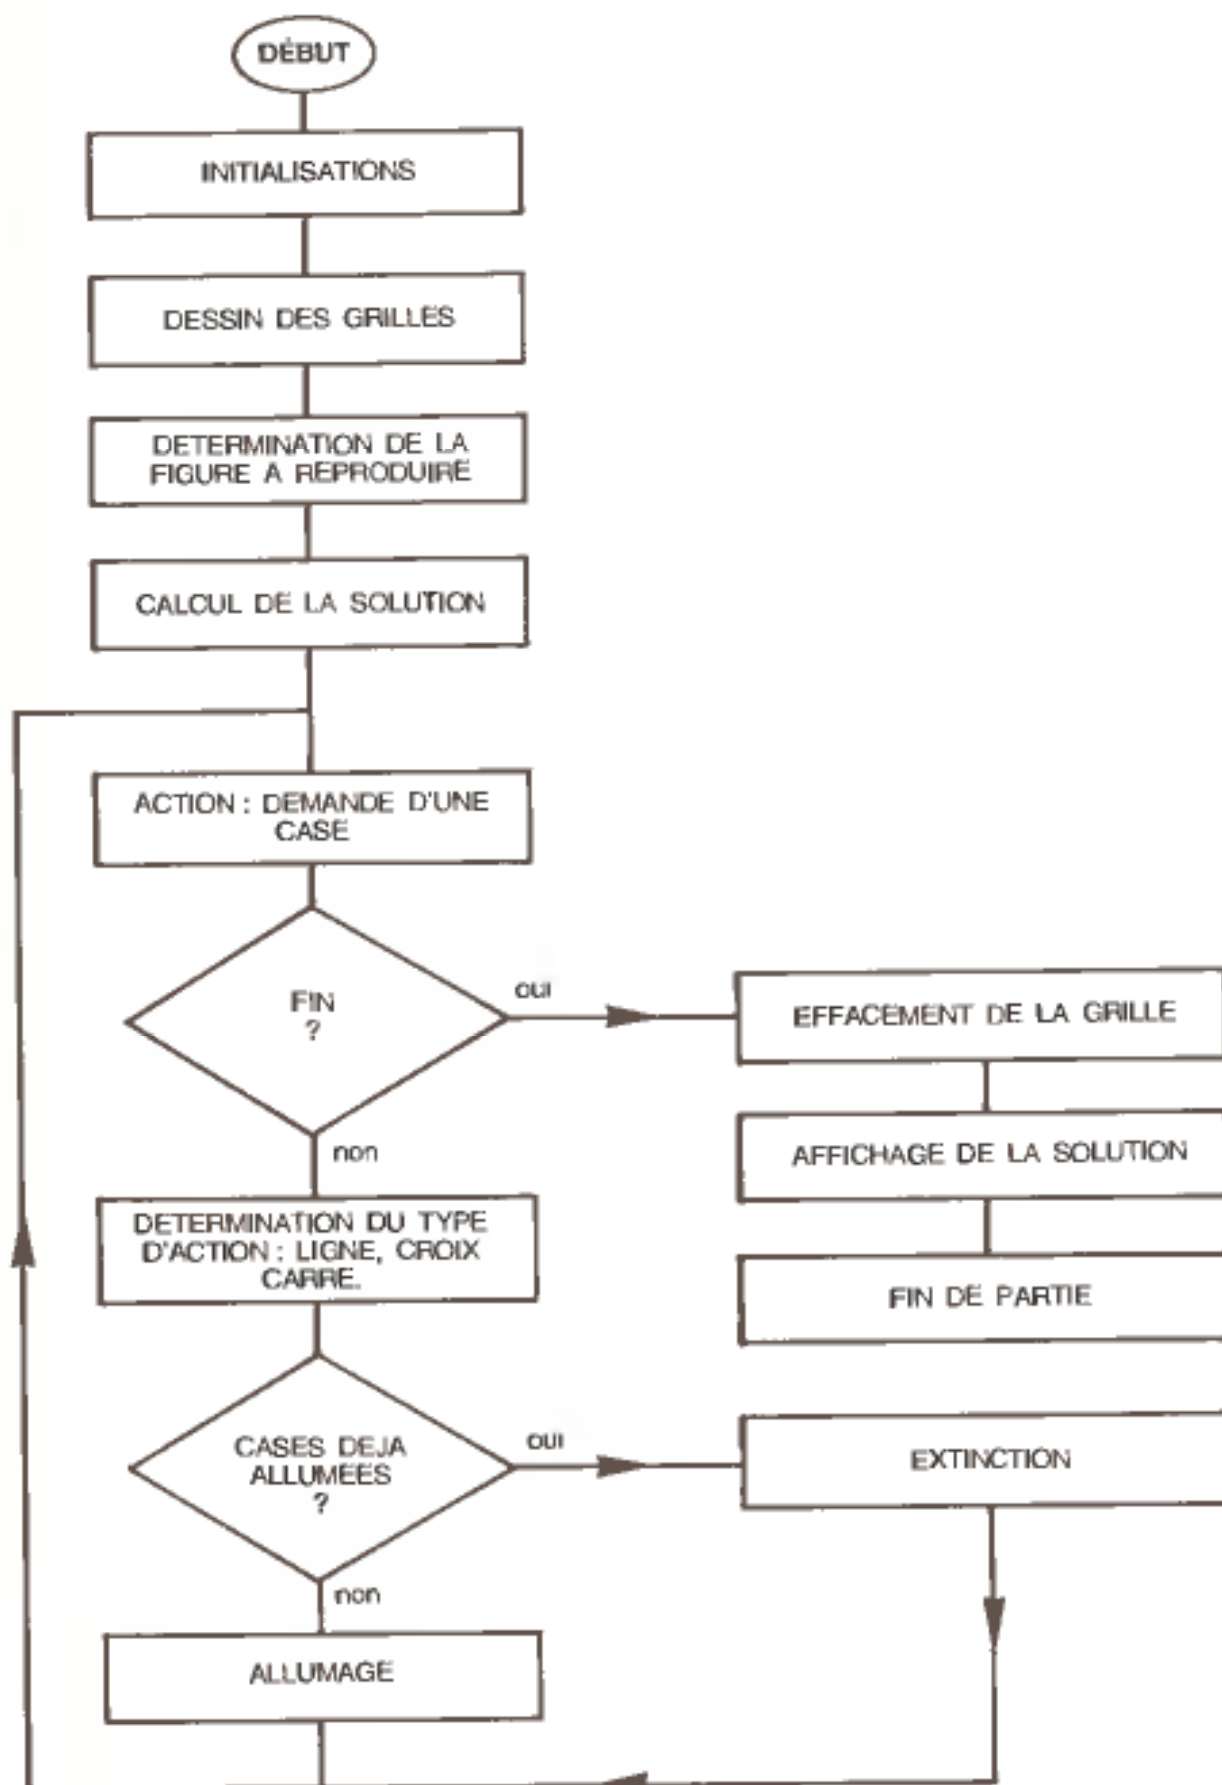 DÉBUT
INITIALISATIONS
DESSIN DES GRILLES
DETERMINATION DE LA
FIGURE A REPRODUIRE
CALCUL DE LA SOLUTION
ACTION : DEMANDE D'UNE
CASE
FIN
?
oui
EFFACEMENT DE LA GRILLE
AFFICHAGE DE LA SOLUTION
FIN DE PARTIE
non
DETERMINATION DU TYPE
D'ACTION : LIGNE, CROIX
CARRE.
CASES DEJA
ALLUMEES
?
oui
EXTINCTION
non
ALLUMAGE